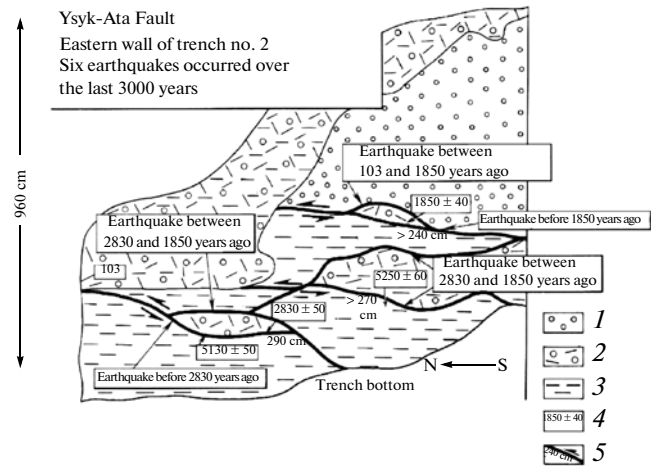 Ysyk-Ata Fault
Eastern wall of trench no. 2
Six earthquakes occurred over
the last 3000 years
960 cm
Earthquake between
103 and 1850 years ago
1850 ± 40
Earthquake before 1850 years ago
> 240 cm
Earthquake between
2830 and 1850 years ago
103
5250 ± 60
Earthquake between
2830 and 1850 years ago
> 270
cm
2830 ± 50
290 cm
5130 ± 50
Earthquake before 2830 years ago
Trench bottom
N S
1
2
3
1850 ± 40 4
240 cm 5